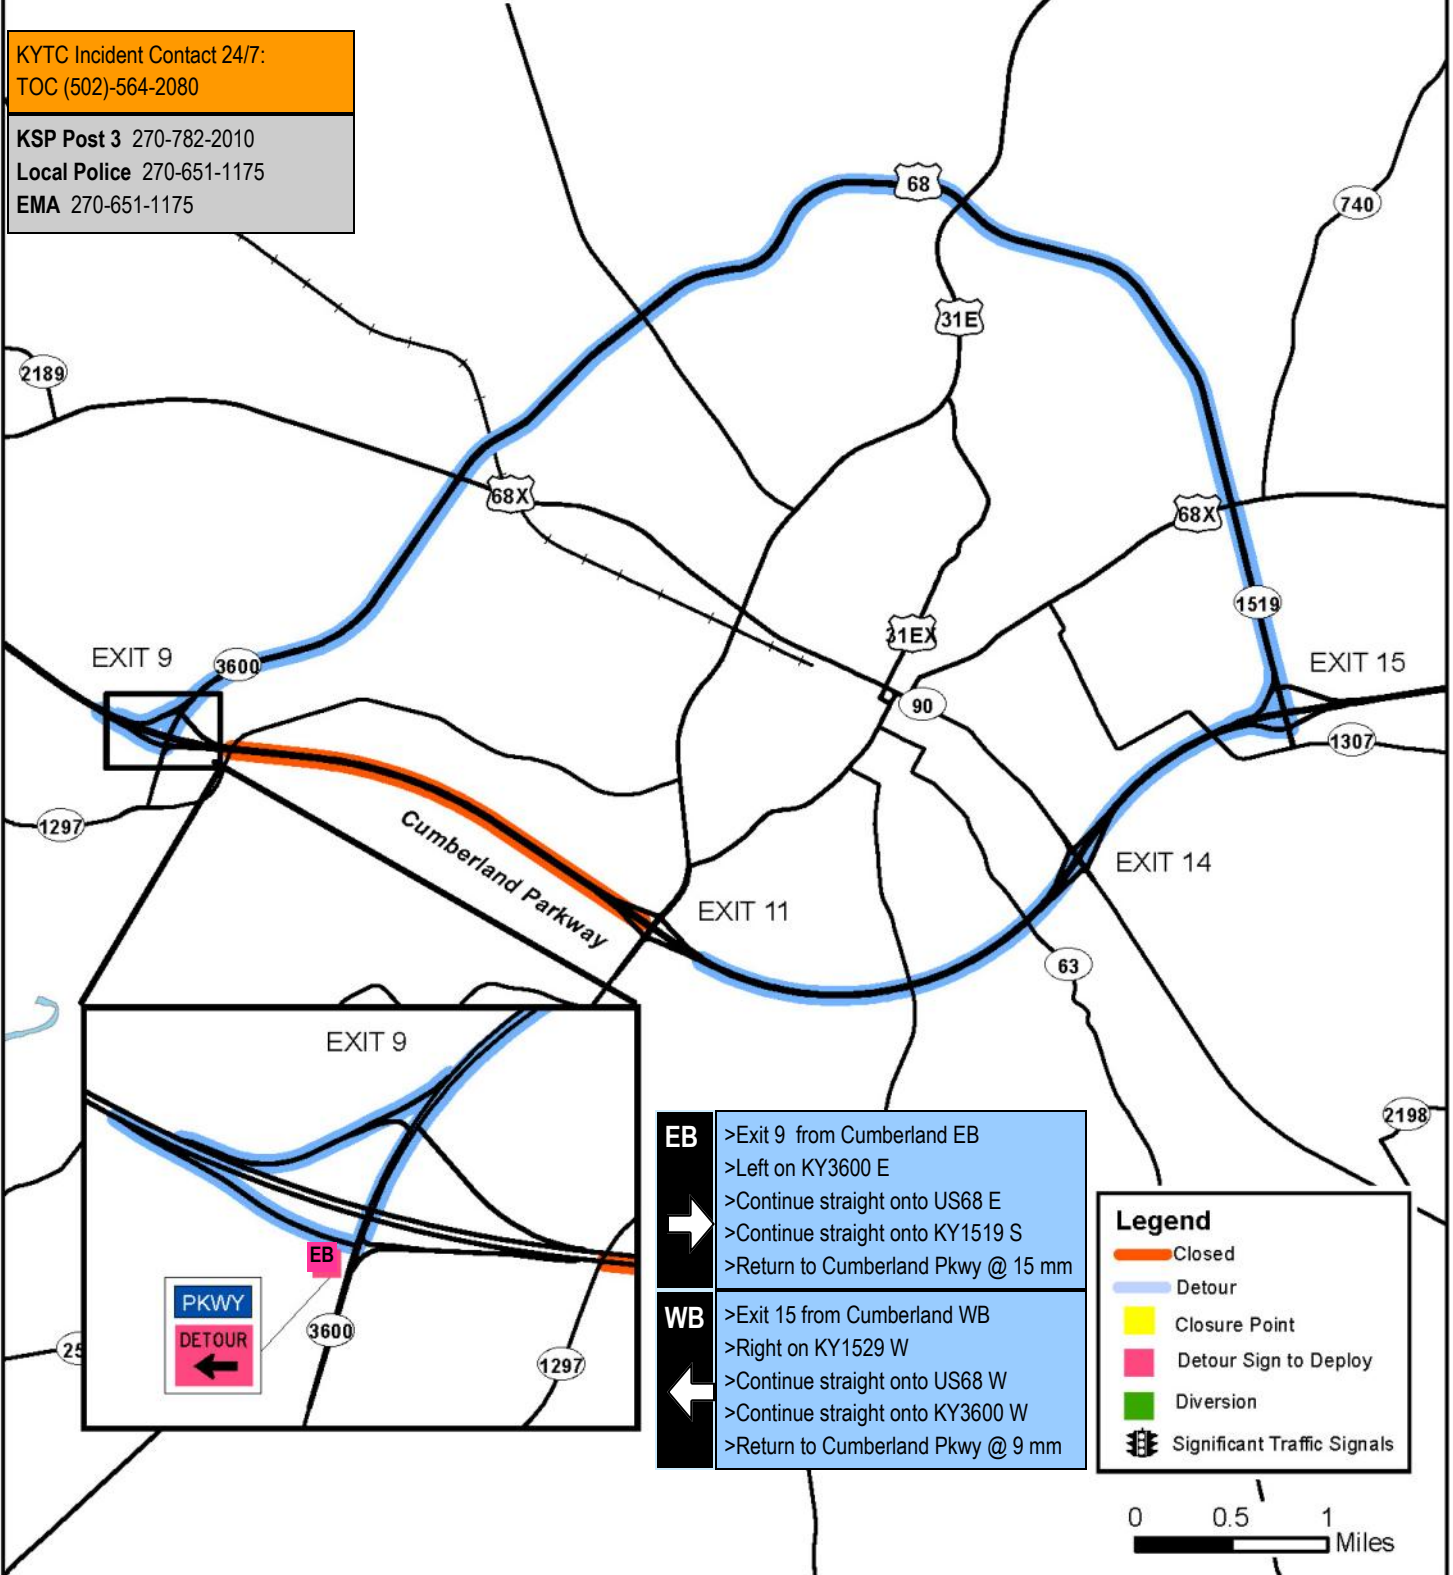 KYTC Incident Contact 24/7:
TOC (502)-564-2080
KSP Post 3 270-782-2010
Local Police 270-651-1175
EMA 270-651-1175
68
740
31E
2189
68X
68X
1519
31EX
EXIT 9
3600
EXIT 15
90
1307
1297
Cumberland Parkway
EXIT 14
EXIT 11
63
EXIT 9
2198
EB
PKWY
DETOUR
3600
25
1297
EB
>Exit 9 from Cumberland EB
>Left on KY3600 E
>Continue straight onto US68 E
>Continue straight onto KY1519 S
>Return to Cumberland Pkwy @ 15 mm
WB
>Exit 15 from Cumberland WB
>Right on KY1529 W
>Continue straight onto US68 W
>Continue straight onto KY3600 W
>Return to Cumberland Pkwy @ 9 mm
Legend
Closed
Detour
Closure Point
Detour Sign to Deploy
Diversion
Significant Traffic Signals
0 0.5 1
Miles